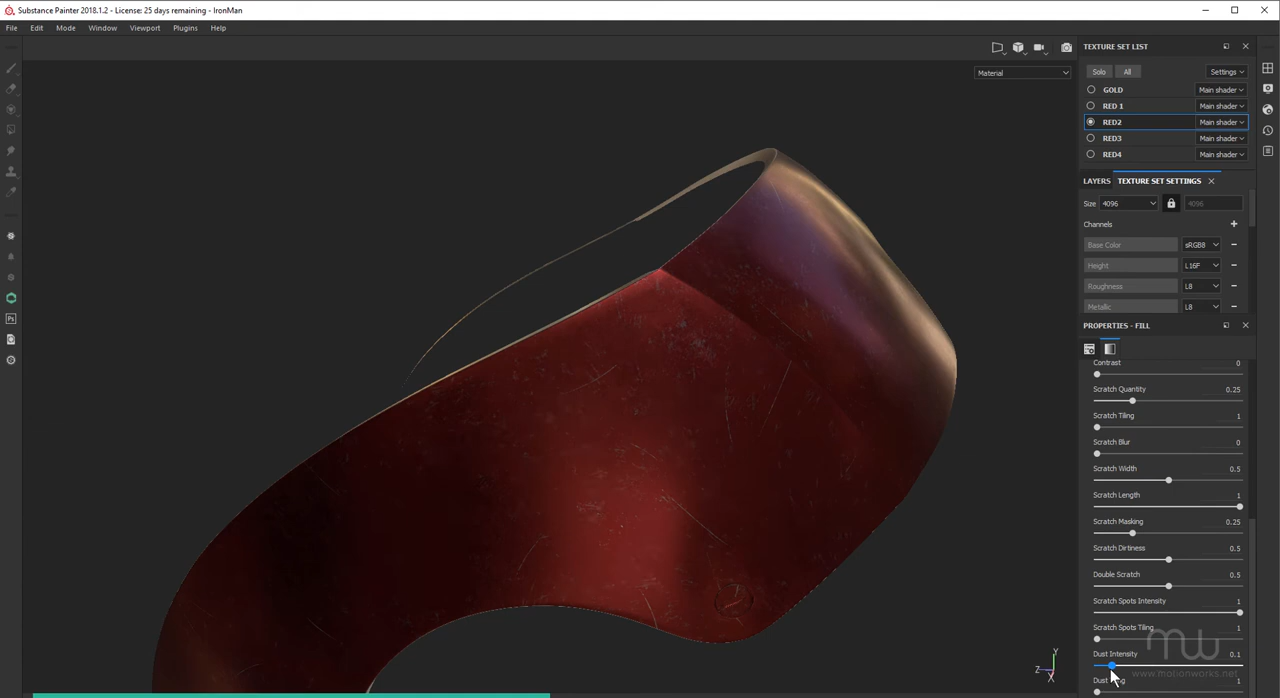 Substance Painter 2018.1.2 - License: 25 days remaining - IronMan
File Edit Mode Window Viewport Plugins Help
Material
TEXTURE SET LIST
Solo All Settings
GOLD Main shader
RED 1 Main shader
RED2 Main shader
RED3 Main shader
RED4 Main shader
LAYERS TEXTURE SET SETTINGS
Size 4096 4096
Channels
Base Color sRGB8
Height L16F
Roughness L8
Metallic L8
PROPERTIES - FILL
Contrast 0
Scratch Quantity 0.25
Scratch Tiling 1
Scratch Blur 0
Scratch Width 0.5
Scratch Length 1
Scratch Masking 0.25
Scratch Dirtiness 0.5
Double Scratch 0.5
Scratch Spots Intensity 1
Scratch Spots Tiling 1
Dust Intensity 0.1
www.motionworks.net
Dust 1
Ps
Y
Z
X
mw